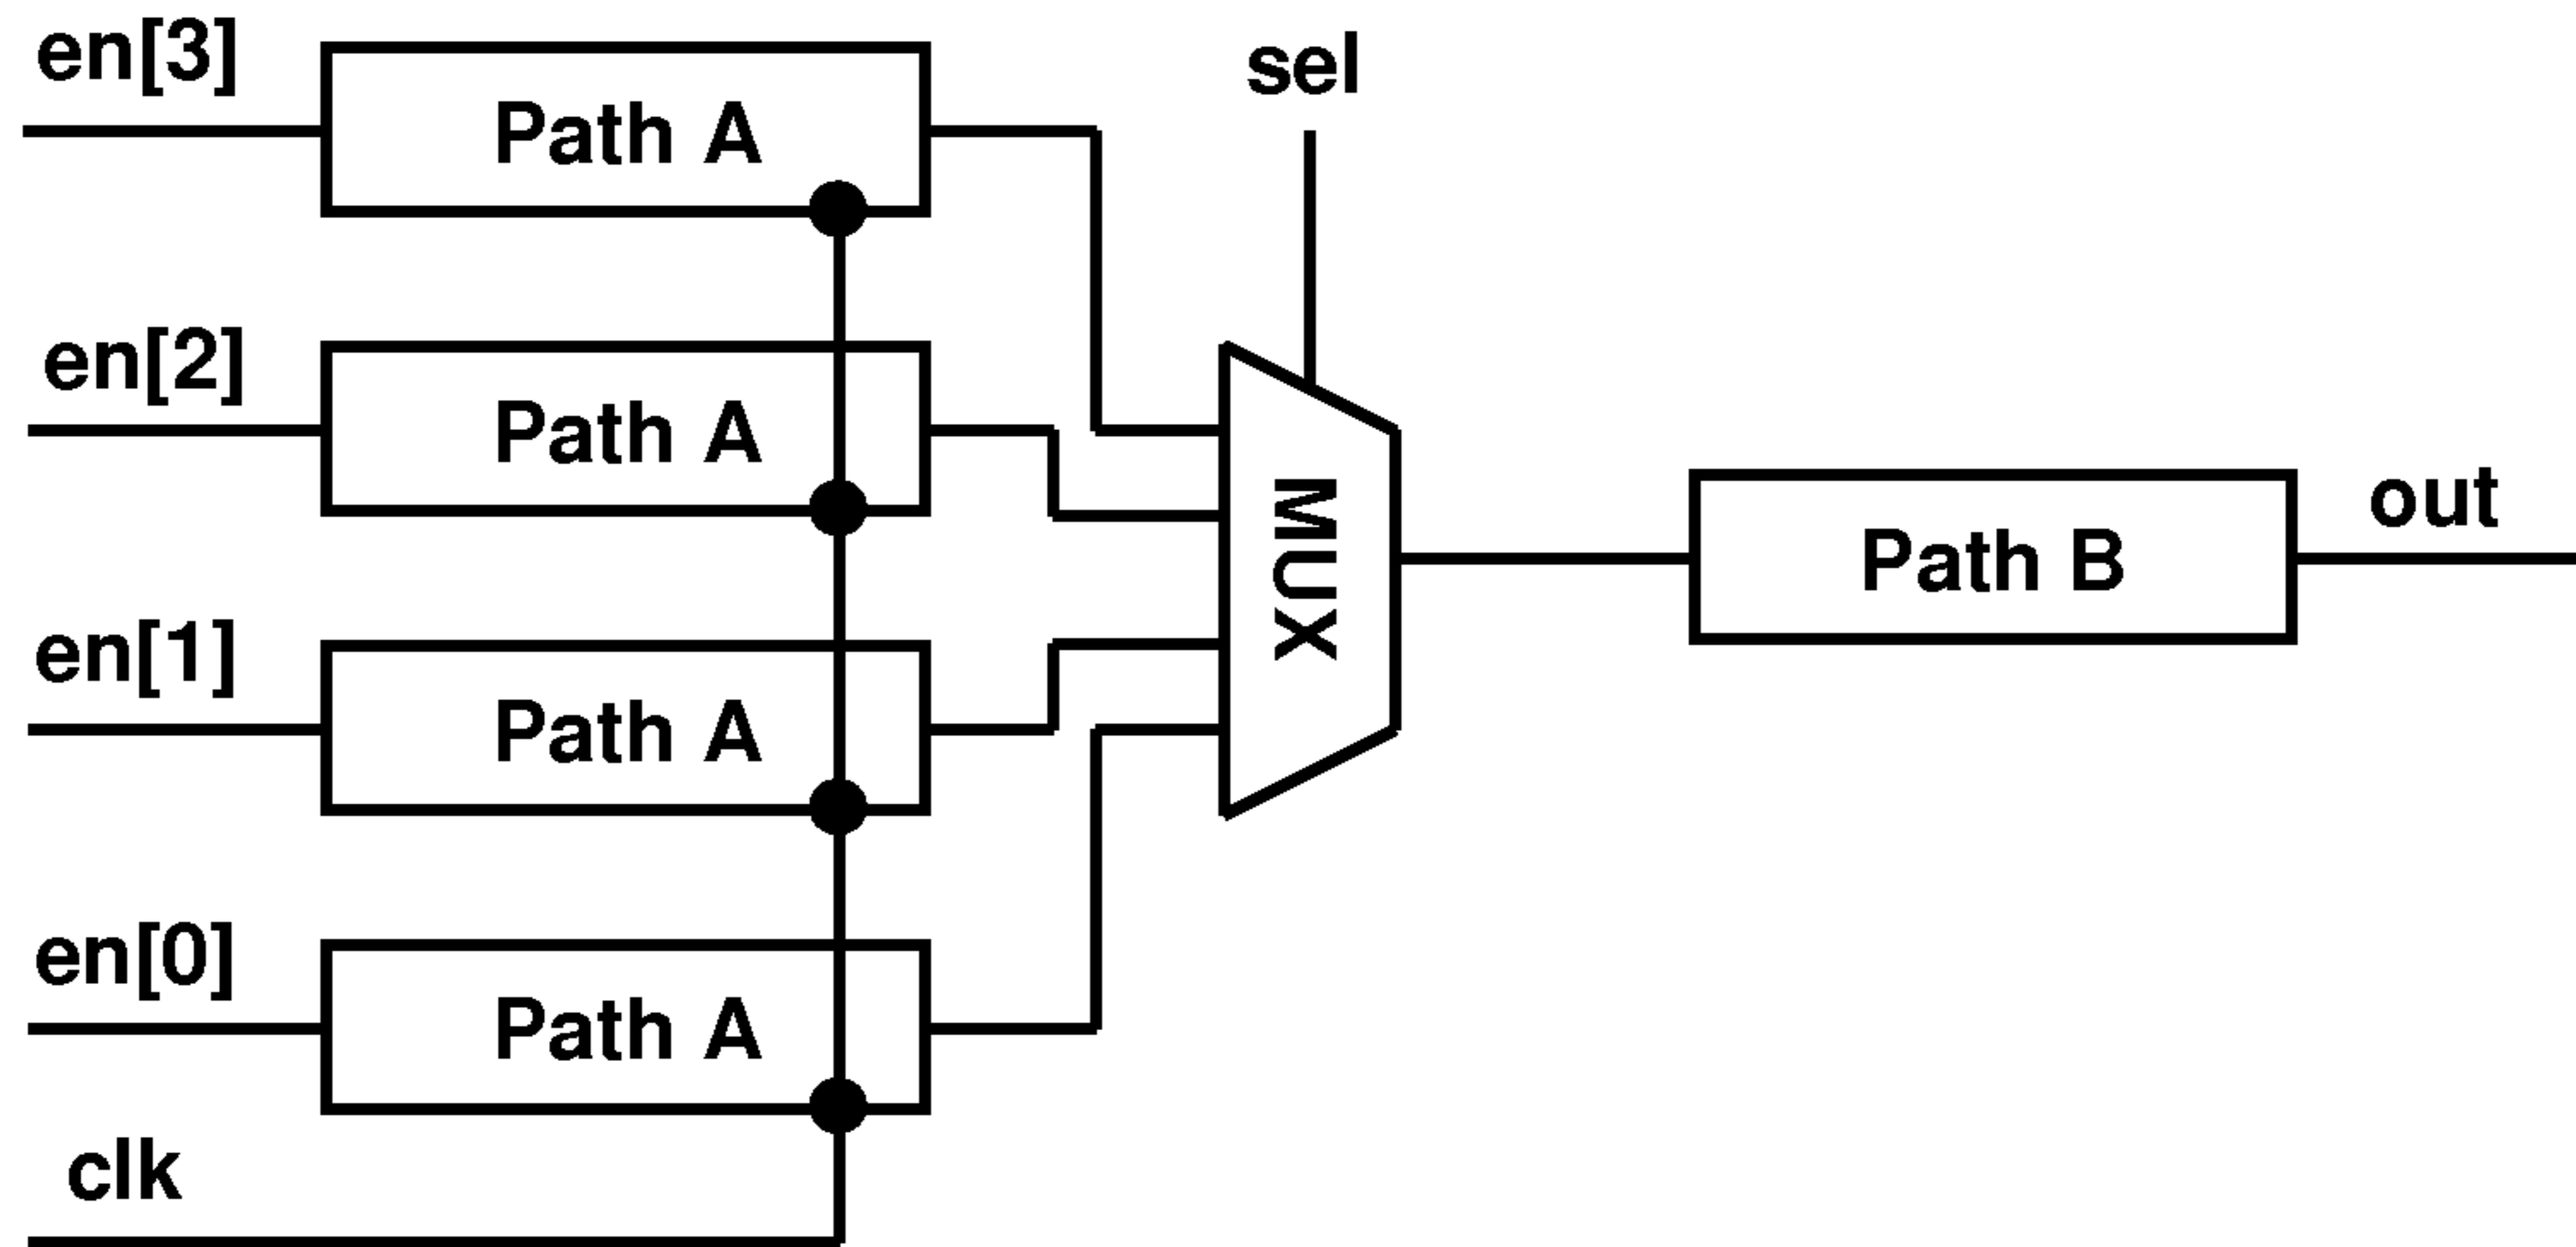 en[3]
Path A
sel
en[2]
Path A
MUX
out
Path B
en[1]
Path A
en[0]
Path A
clk